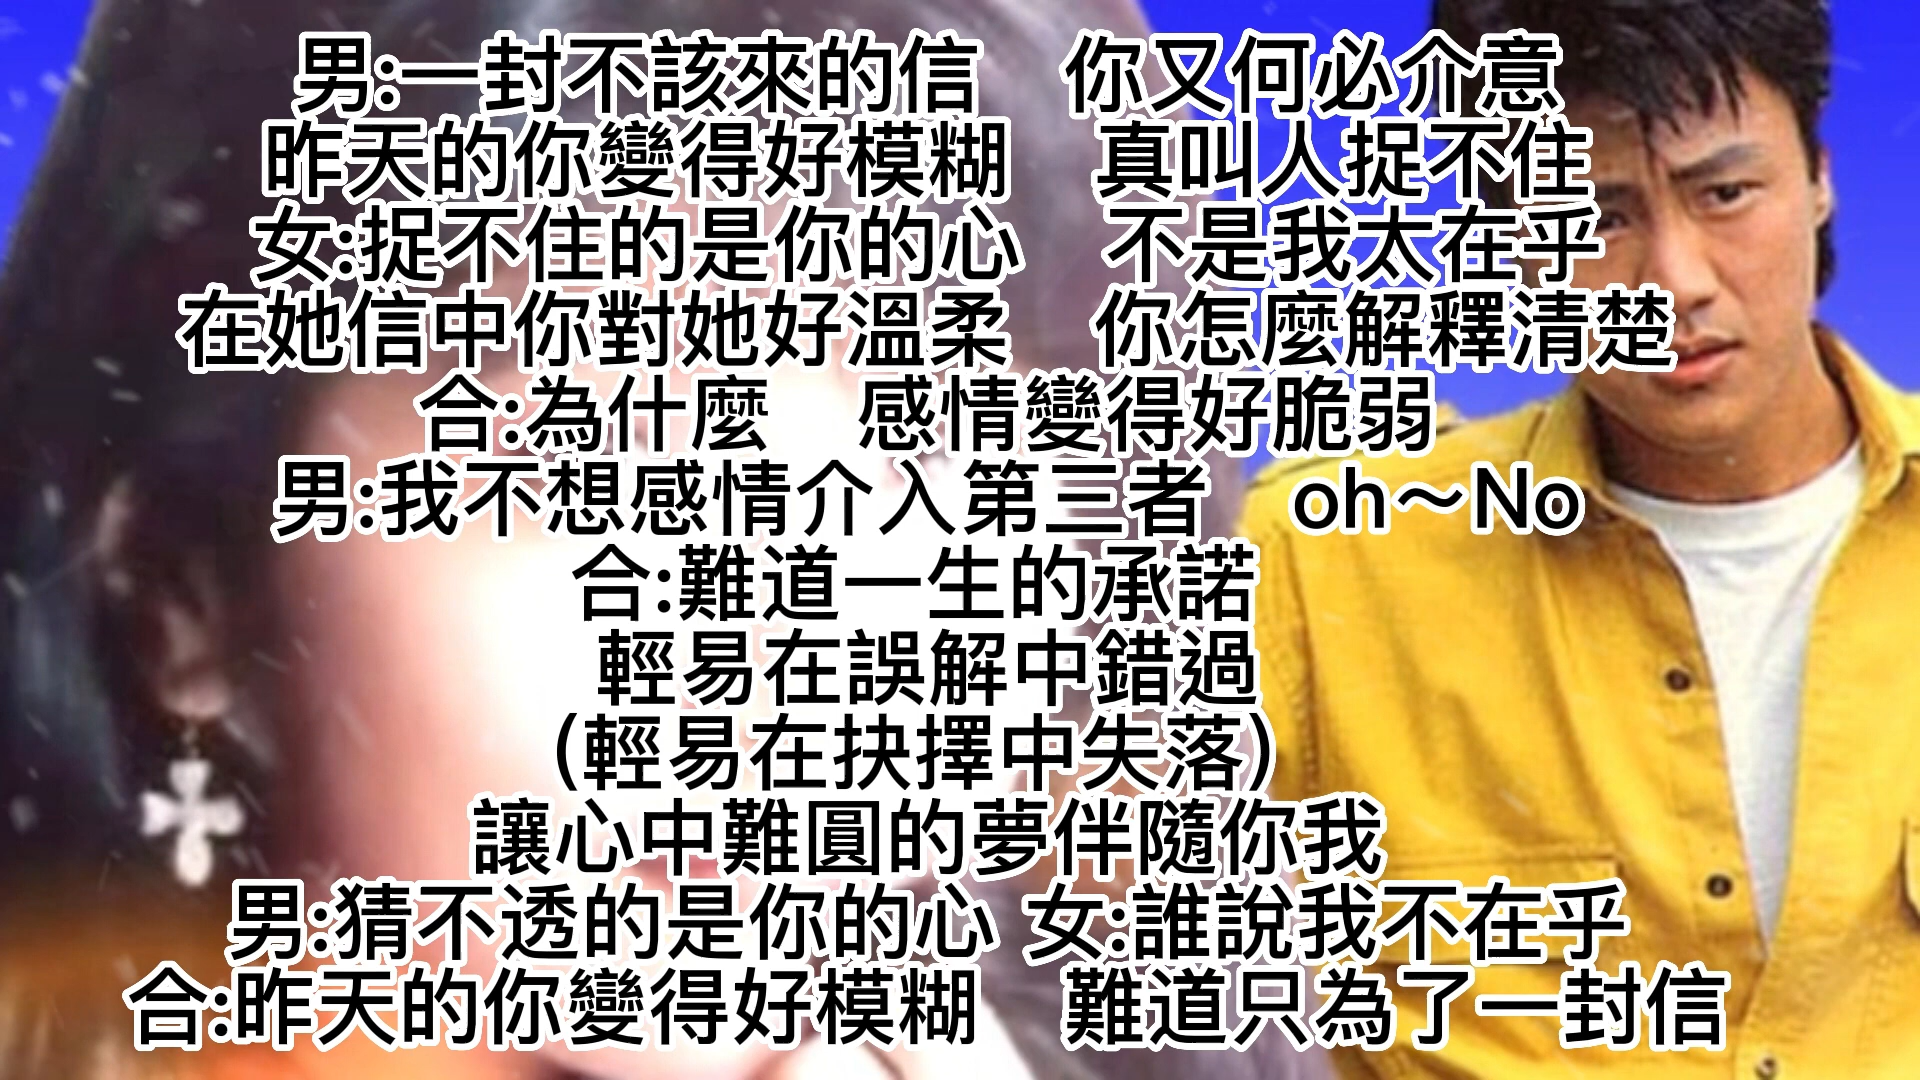 男:一封不該來的信　你又何必介意
昨天的你變得好模糊　真叫人捉不住
女:捉不住的是你的心　不是我太在乎
在她信中你對她好溫柔　你怎麼解釋清楚
合:為什麼　感情變得好脆弱
男:我不想感情介入第三者　oh～No
合:難道一生的承諾
輕易在誤解中錯過
(輕易在抉擇中失落)
讓心中難圓的夢伴隨你我
男:猜不透的是你的心 女:誰說我不在乎
合:昨天的你變得好模糊　難道只為了一封信